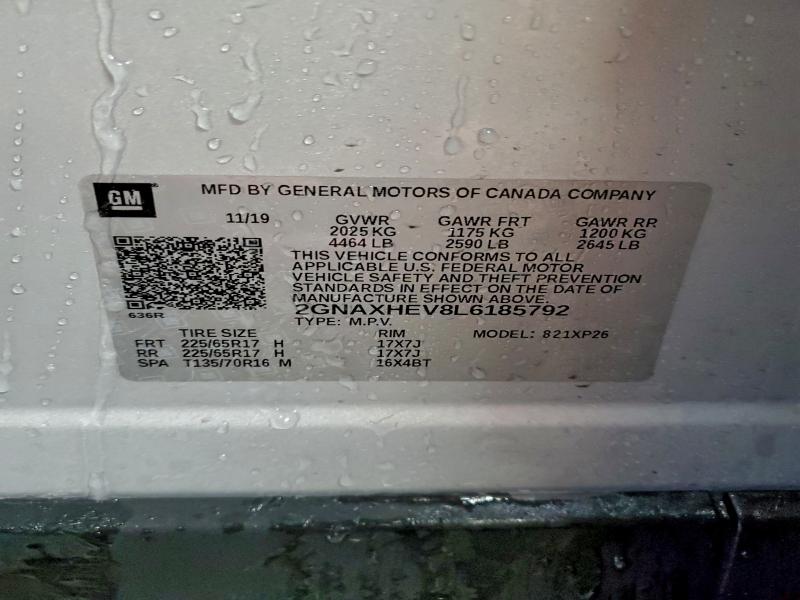 GM
MFD BY GENERAL MOTORS OF CANADA COMPANY
11/19 GVWR GAWR FRT GAWR RR
2025 KG 1175 KG 1200 KG
4464 LB 2590 LB 2645 LB
THIS VEHICLE CONFORMS TO ALL
APPLICABLE U.S. FEDERAL MOTOR
VEHICLE SAFETY AND THEFT PREVENTION
STANDARDS IN EFFECT ON THE DATE OF
MANUFACTURE SHOWN ABOVE.
636R
2GNAXHEV8L6185792
TYPE: M.P.V.
TIRE SIZE RIM MODEL: 821XP26
FRT 225/65R17 H 17X7J
RR 225/65R17 H 17X7J
SPA T135/70R16 M 16X4BT